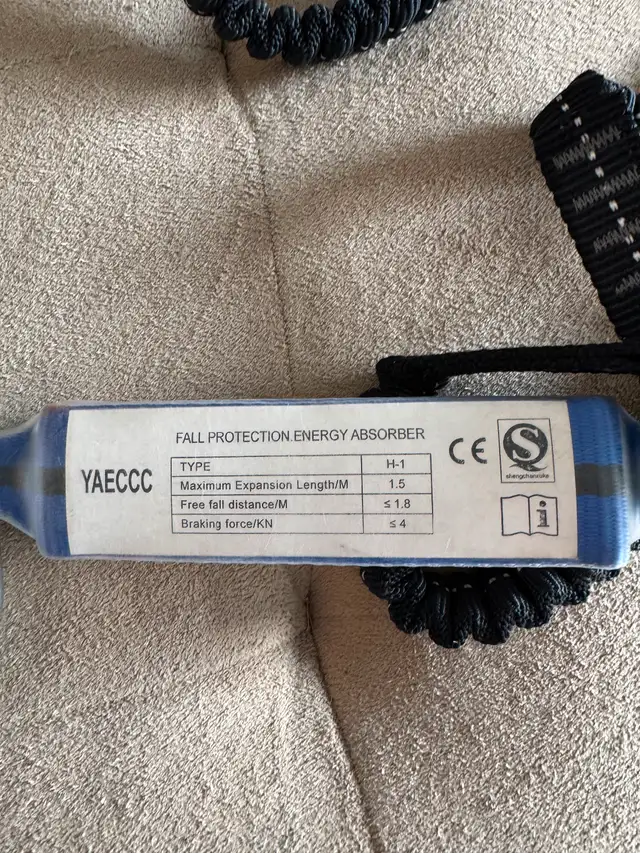 YAECCC
FALL PROTECTION.ENERGY ABSORBER
TYPE H-1
Maximum Expansion Length/M 1.5
Free fall distance/M ≤ 1.8
Braking force/KN ≤ 4
CE
S
shengchanxuke
i